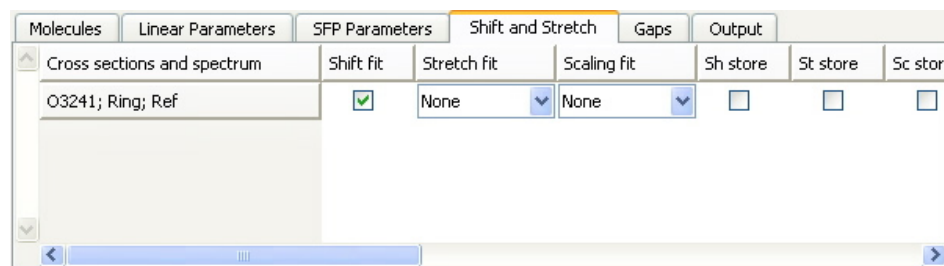 Molecules Linear Parameters SFP Parameters Shift and Stretch Gaps Output
Cross sections and spectrum Shift fit Stretch fit Scaling fit Sh store St store Sc stor
O3241; Ring; Ref None None